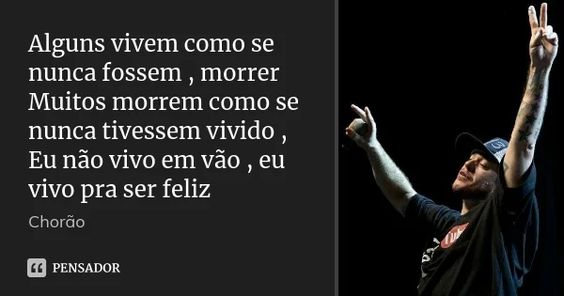 Alguns vivem como se
nunca fossem , morrer
Muitos morrem como se
nunca tivessem vivido ,
Eu não vivo em vão , eu
vivo pra ser feliz
Chorão
PENSADOR